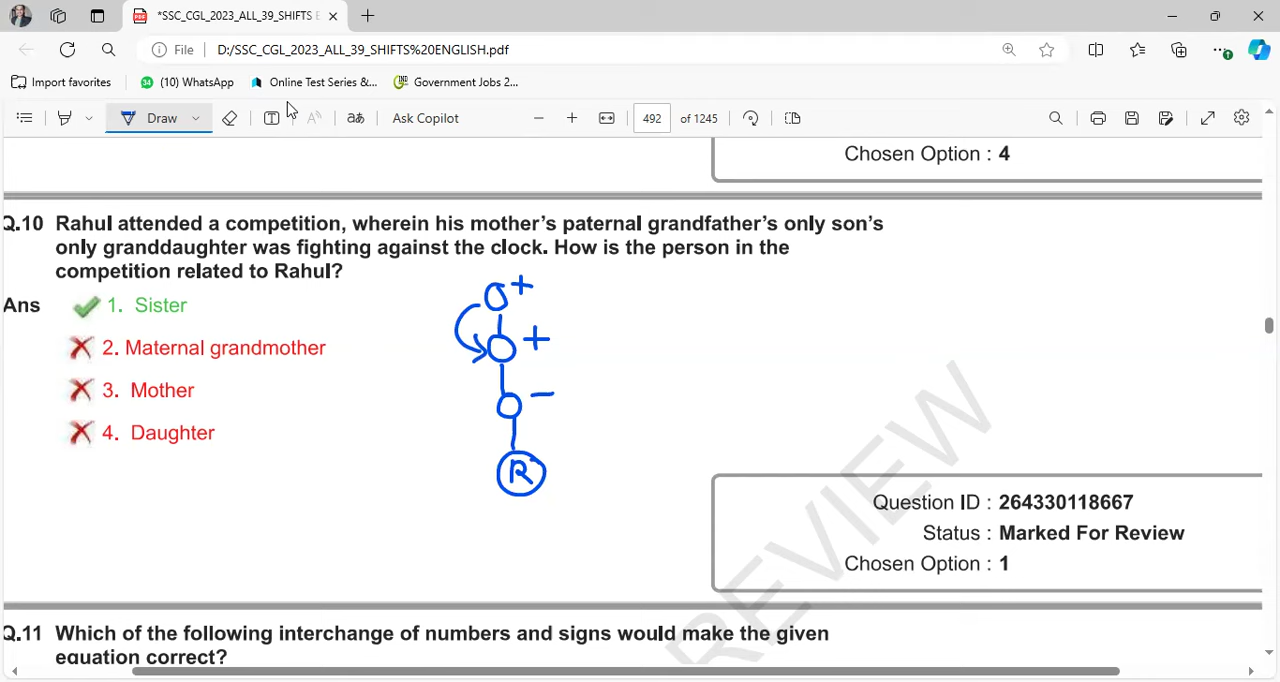 *SSC_CGL_2023_ALL_39_SHIFTS E
File D:/SSC_CGL_2023_ALL_39_SHIFTS%20ENGLISH.pdf
Import favorites (10) WhatsApp Online Test Series &... Government Jobs 2...
Draw Ask Copilot 492 of 1245
Chosen Option : 4
Q.10 Rahul attended a competition, wherein his mother's paternal grandfather's only son's
only granddaughter was fighting against the clock. How is the person in the
competition related to Rahul?
Ans 1. Sister
2. Maternal grandmother
3. Mother
4. Daughter
+
+
−
R
Question ID : 264330118667
Status : Marked For Review
Chosen Option : 1
REVIEW
Q.11 Which of the following interchange of numbers and signs would make the given
equation correct?